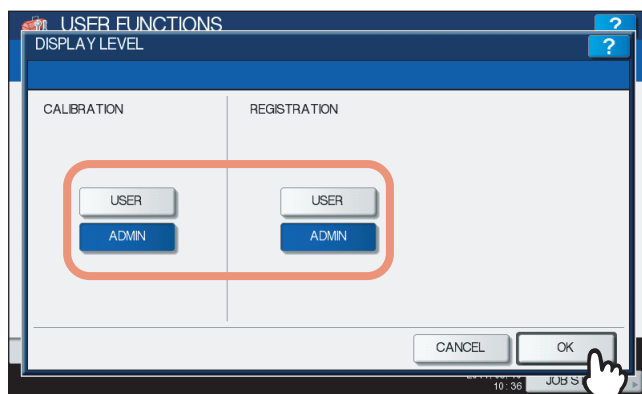 USER FUNCTIONS
?
DISPLAY LEVEL
?
CALIBRATION
REGISTRATION
USER
USER
ADMIN
ADMIN
CANCEL
OK
10:36
JOB S